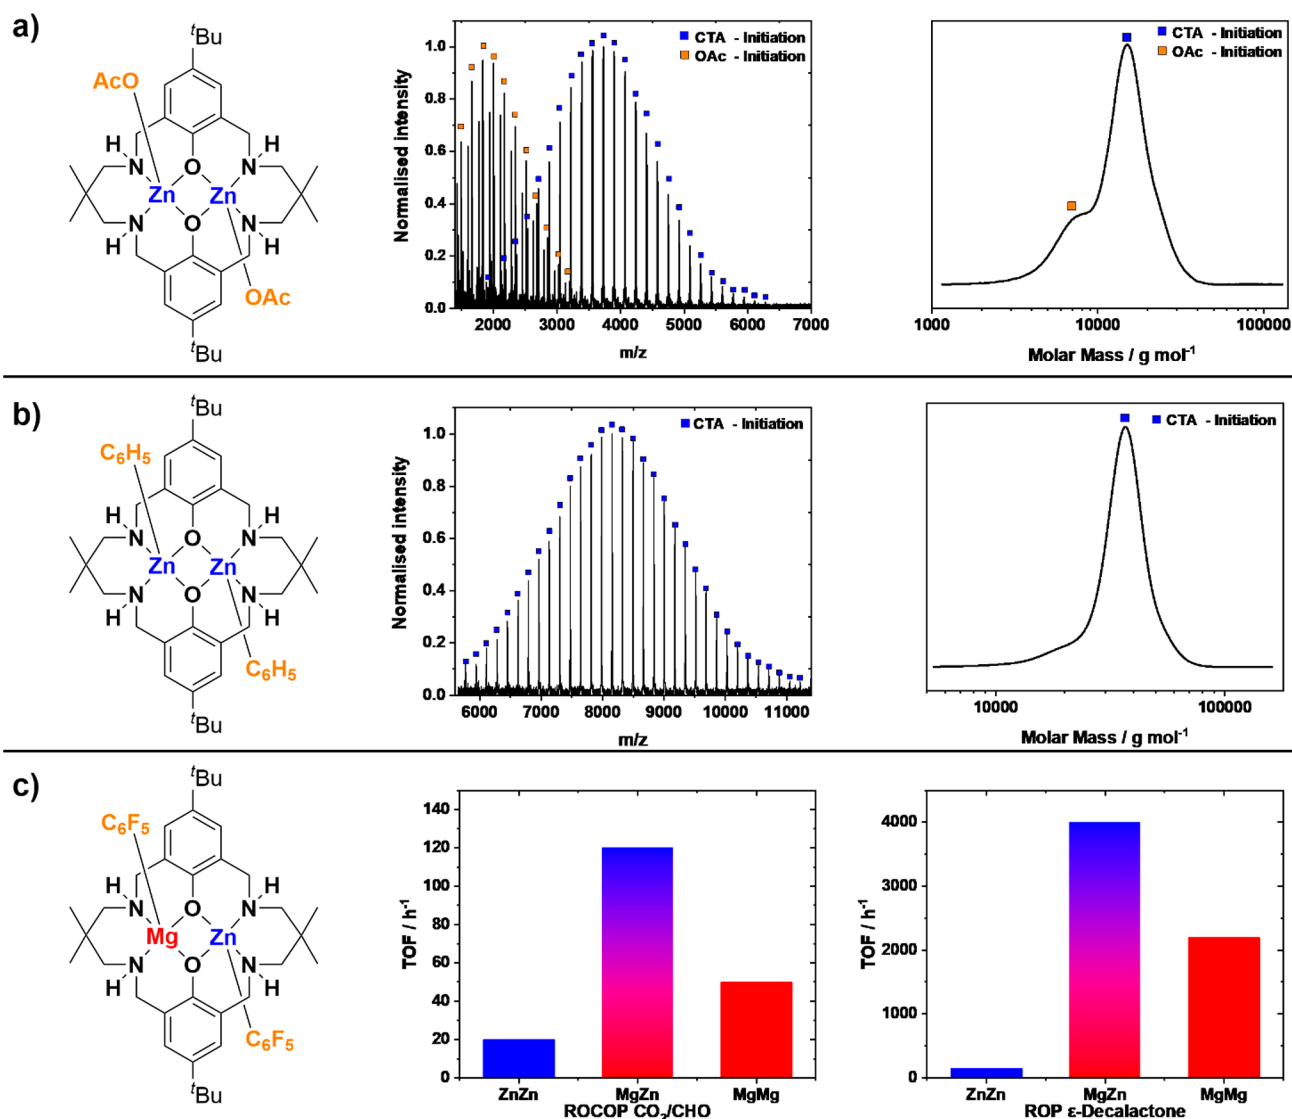 a)
ᵗBu
AcO
H
H
N
O
N
Zn
Zn
N
O
N
H
H
OAc
ᵗBu
Normalised intensity
1.0
0.8
0.6
0.4
0.2
0.0
CTA - Initiation
OAc - Initiation
2000 3000 4000 5000 6000 7000
m/z
CTA - Initiation
OAc - Initiation
1000 10000 100000
Molar Mass / g mol⁻¹
b)
ᵗBu
C₆H₅
H
H
N
O
N
Zn
Zn
N
O
N
H
H
C₆H₅
ᵗBu
Normalised intensity
1.0
0.8
0.6
0.4
0.2
0.0
CTA - Initiation
6000 7000 8000 9000 10000 11000
m/z
CTA - Initiation
10000 100000
Molar Mass / g mol⁻¹
c)
ᵗBu
C₆F₅
H
H
N
O
N
Mg
Zn
N
O
N
H
H
C₆F₅
ᵗBu
TOF / h⁻¹
140
120
100
80
60
40
20
0
ZnZn MgZn MgMg
ROCOP CO₂/CHO
TOF / h⁻¹
4000
3000
2000
1000
0
ZnZn MgZn MgMg
ROP ε-Decalactone